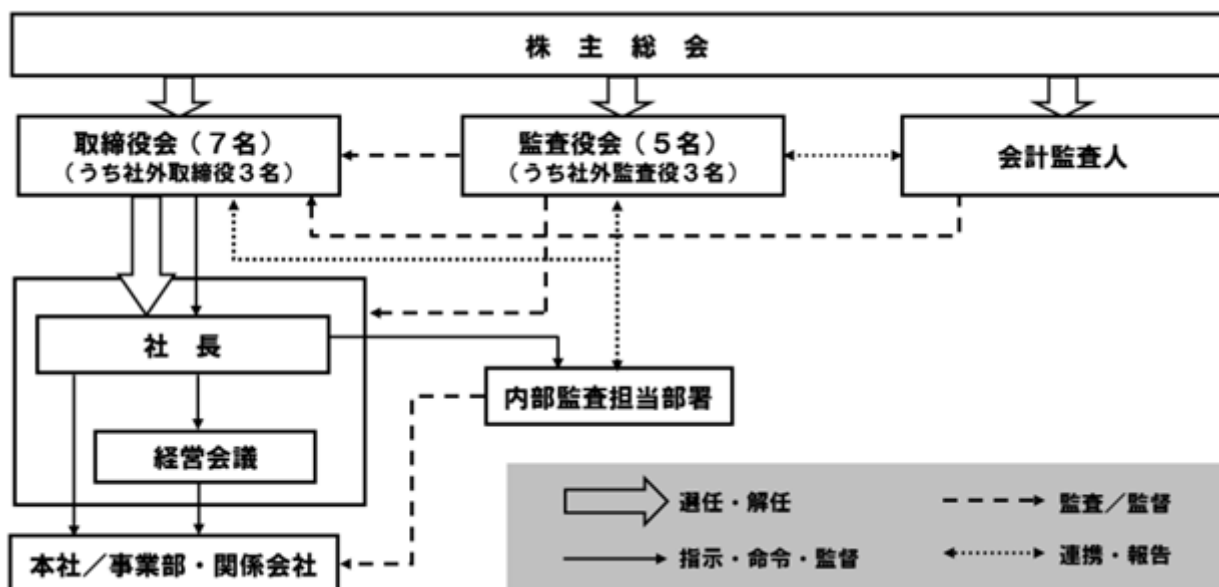 株 主 総 会
取締役会（７名）
（うち社外取締役３名）
監査役会（５名）
（うち社外監査役３名）
会計監査人
社 長
内部監査担当部署
経営会議
本社／事業部・関係会社
選任・解任
監査／監督
指示・命令・監督
連携・報告